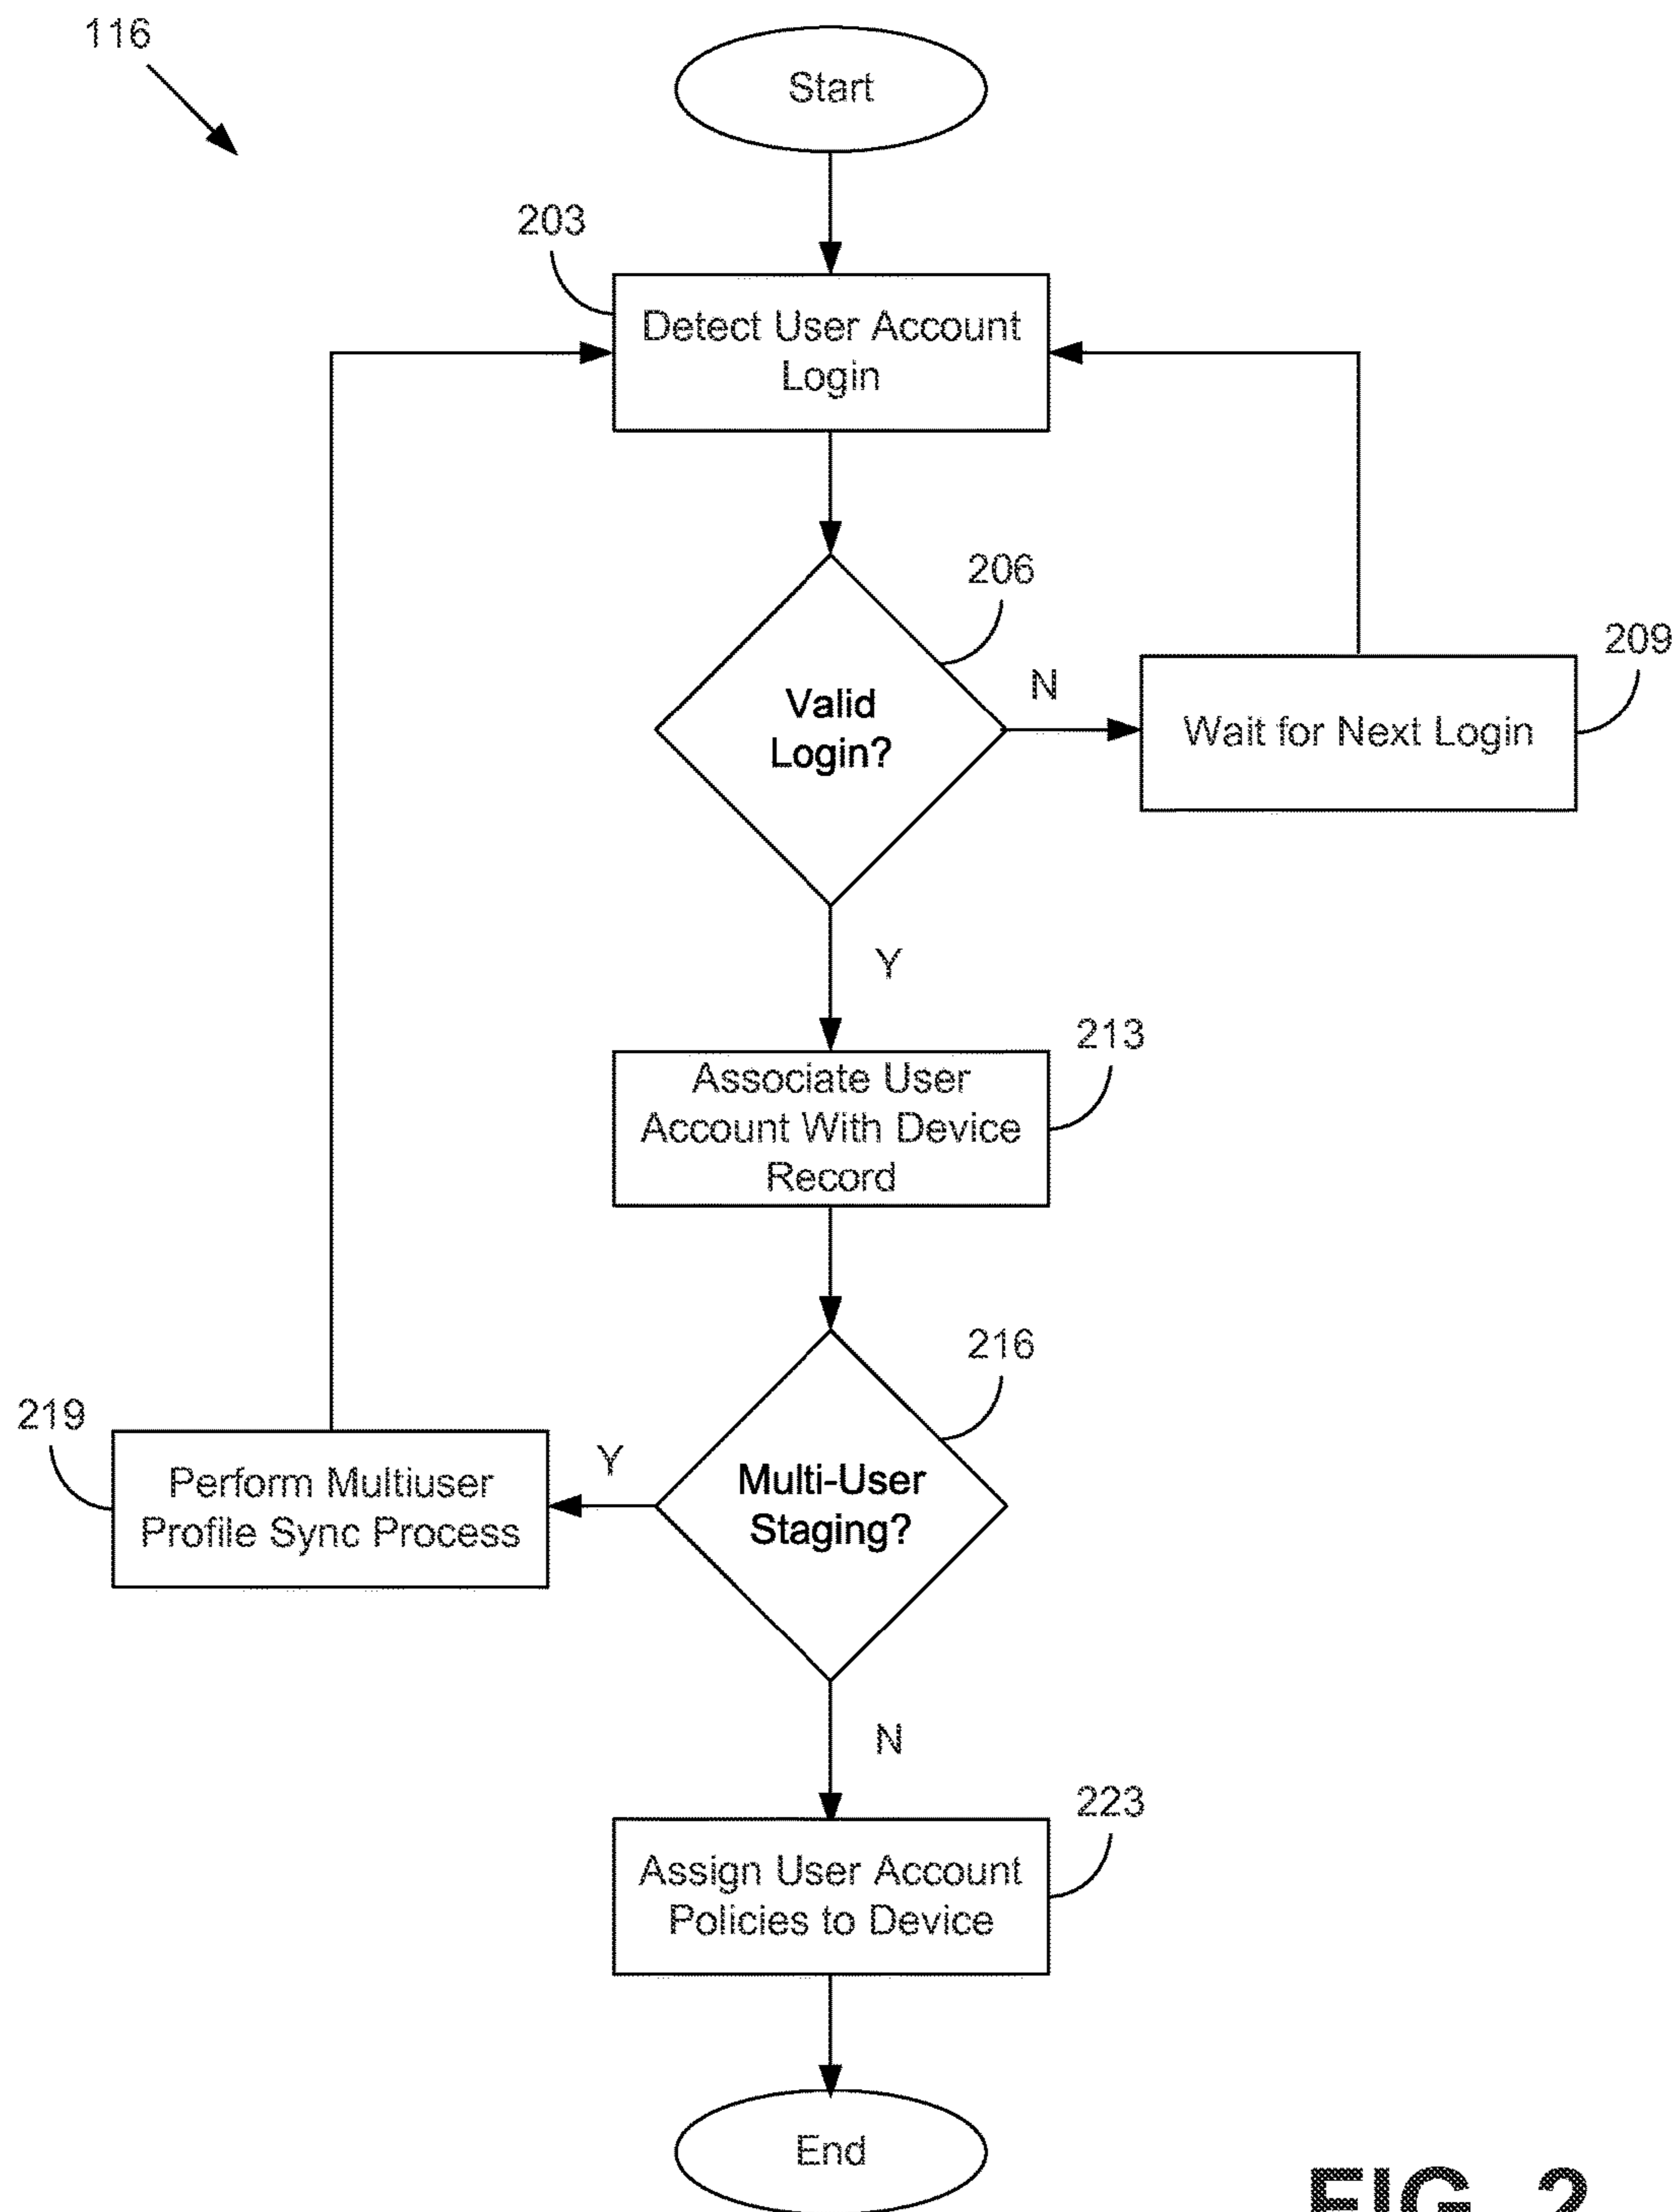 116
Start
203
Detect User Account
Login
206
Valid
Login?
N
209
Wait for Next Login
Y
213
Associate User
Account With Device
Record
216
Multi-User
Staging?
Y
219
Perform Multiuser
Profile Sync Process
N
223
Assign User Account
Policies to Device
End
FIG. 2